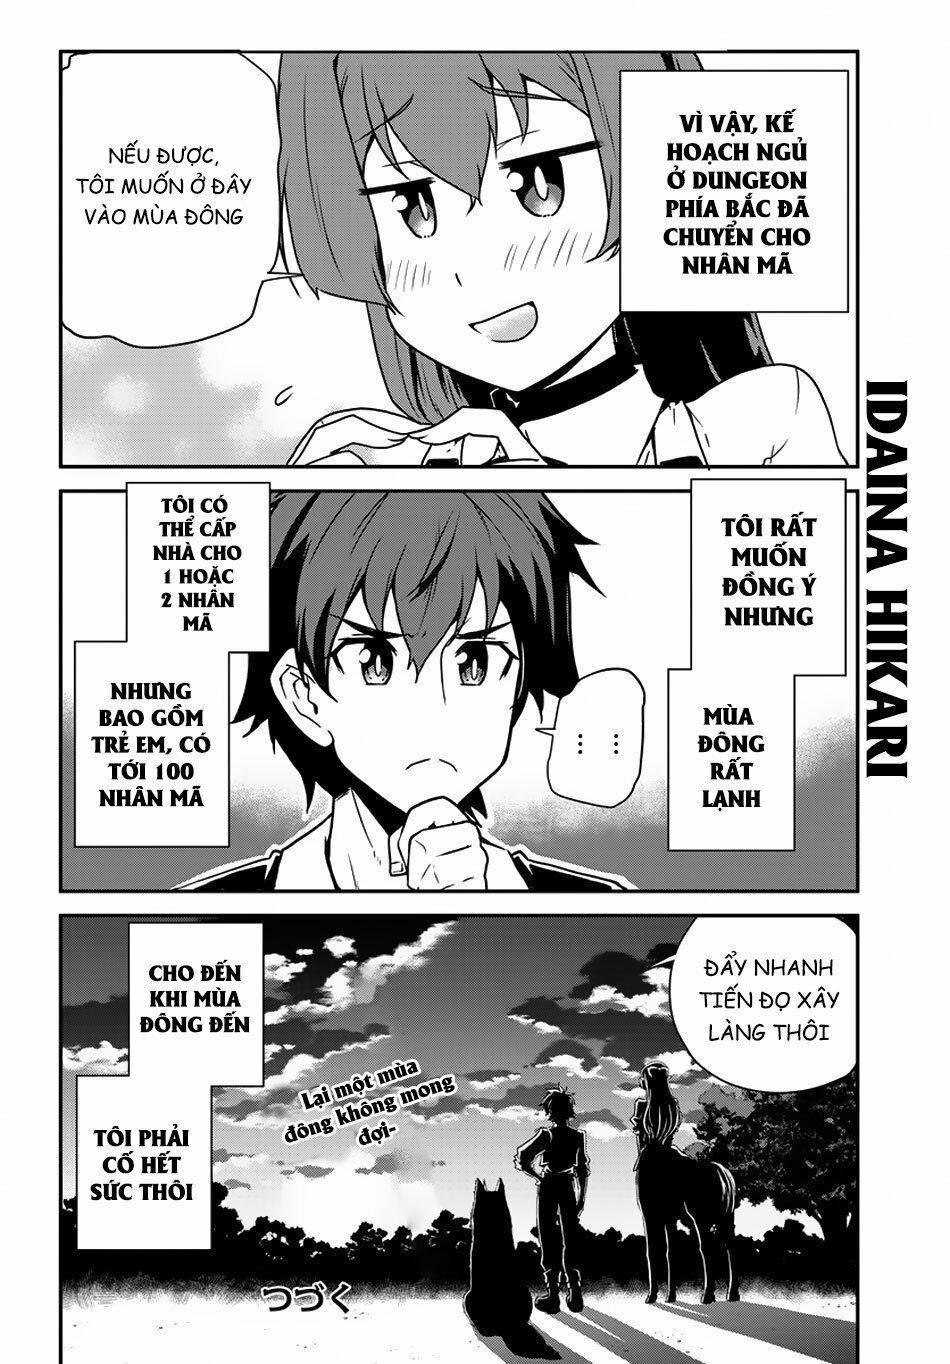 VÌ VẬY, KẾ
HOẠCH NGỦ
Ở DUNGEON
PHÍA BẮC ĐÃ
CHUYỂN CHO
NHÂN MÃ
NẾU ĐƯỢC,
TÔI MUỐN Ở ĐÂY
VÀO MÙA ĐÔNG
IDAINA HIKARI
TÔI RẤT
MUỐN
ĐỒNG Ý
NHƯNG
MÙA
ĐÔNG
RẤT
LẠNH
... ...
TÔI CÓ
THỂ CẤP
NHÀ CHO
1 HOẶC
2 NHÂN
MÃ
NHƯNG
BAO GỒM
TRẺ EM, CÓ
TỚI 100
NHÂN MÃ
ĐẨY NHANH
TIẾN ĐỌ XÂY
LÀNG THÔI
CHO ĐẾN
KHI MÙA
ĐÔNG ĐẾN
TÔI PHẢI
CỐ HẾT
SỨC THÔI
Lại một mùa
đông không mong
đợi-
つづく